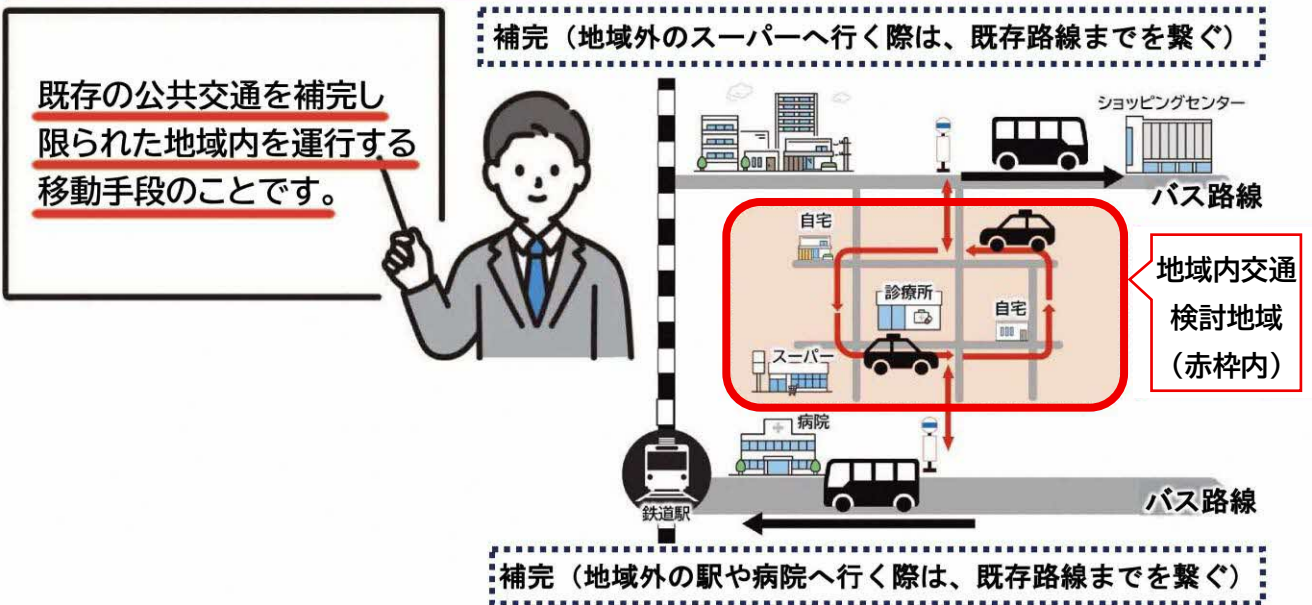 補完（地域外のスーパーへ行く際は、既存路線までを繋ぐ）
既存の公共交通を補完し
限られた地域内を運行する
移動手段のことです。
ショッピングセンター
バス路線
自宅
診療所
自宅
スーパー
地域内交通
検討地域
（赤枠内）
病院
鉄道駅
バス路線
補完（地域外の駅や病院へ行く際は、既存路線までを繋ぐ）